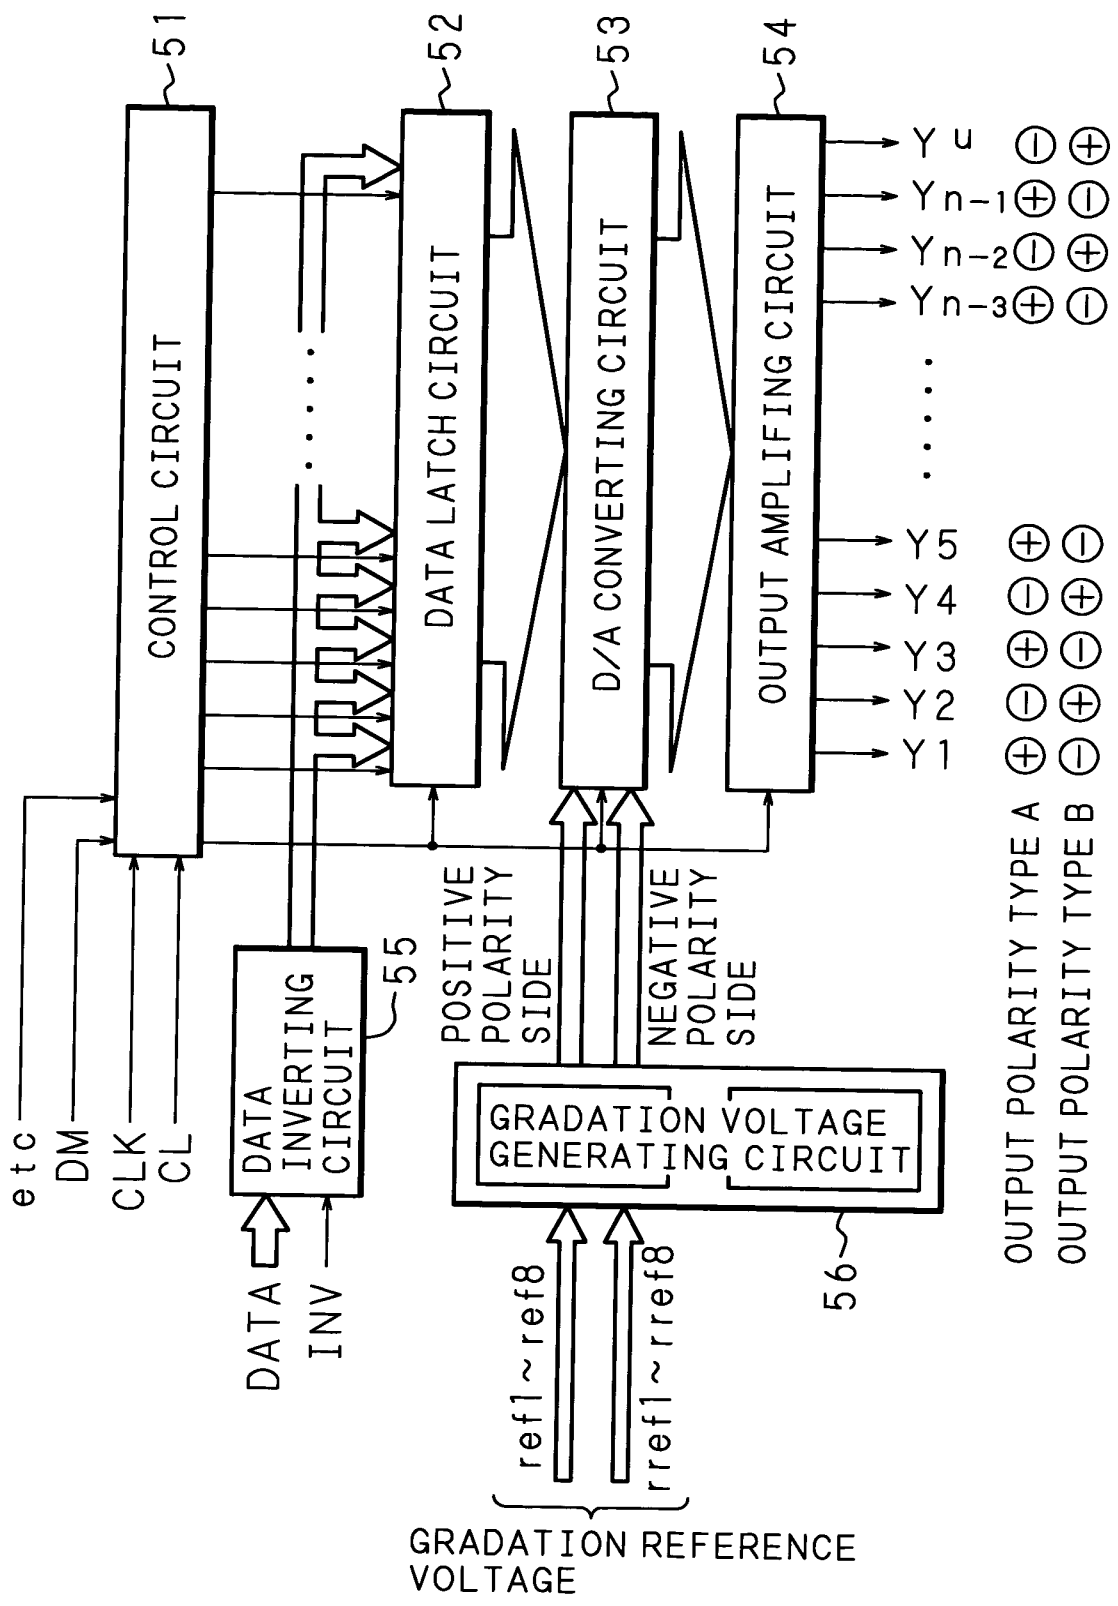 etc
DM
CLK
CL
CONTROL CIRCUIT
51
DATA
INV
DATA
INVERTING
CIRCUIT
55
DATA LATCH CIRCUIT
52
POSITIVE
POLARITY
SIDE
NEGATIVE
POLARITY
SIDE
D/A CONVERTING CIRCUIT
53
GRADATION VOLTAGE
GENERATING CIRCUIT
56
ref1~ref8
rref1~rref8
GRADATION REFERENCE
VOLTAGE
OUTPUT AMPLIFING CIRCUIT
54
Y1 Y2 Y3 Y4 Y5 ..... Yn-3 Yn-2 Yn-1 Yu
OUTPUT POLARITY TYPE A ⊕ ⊖ ⊕ ⊖ ⊕ ⊕ ⊖ ⊕ ⊖
OUTPUT POLARITY TYPE B ⊖ ⊕ ⊖ ⊕ ⊖ ⊖ ⊕ ⊖ ⊕